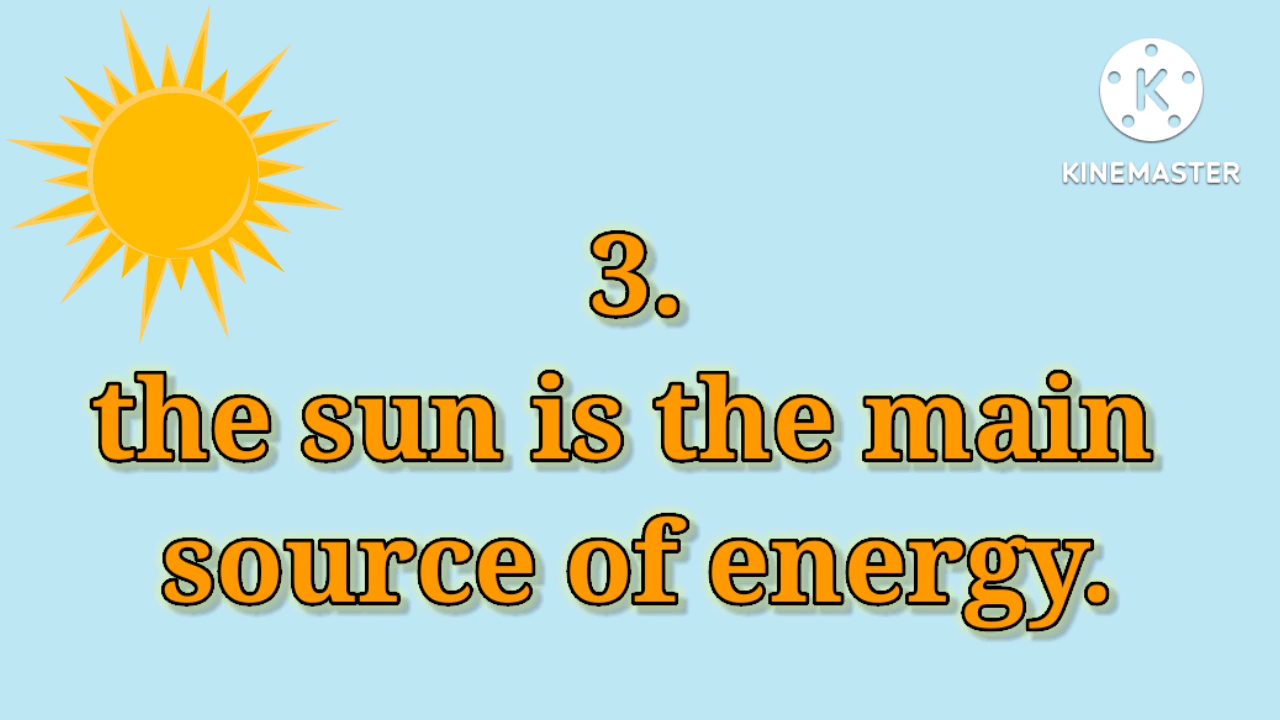 K
KINEMASTER
3.
the sun is the main
source of energy.